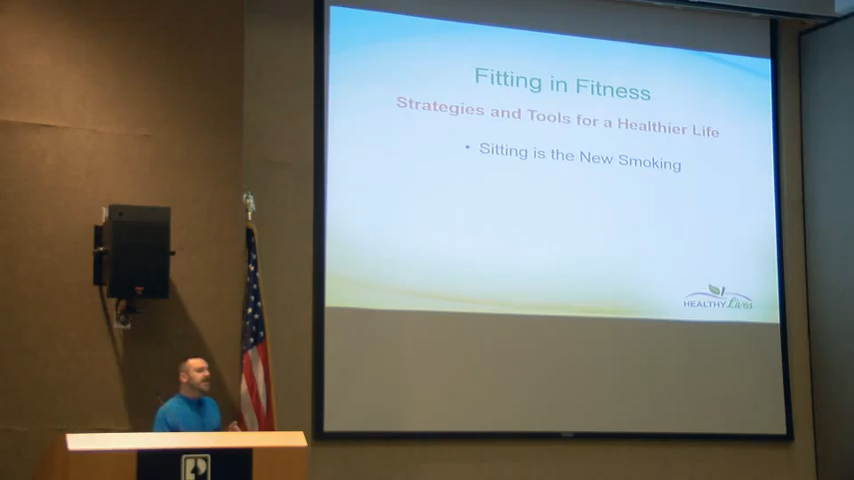 Fitting in Fitness
Strategies and Tools for a Healthier Life
• Sitting is the New Smoking
HEALTHY Lives
P